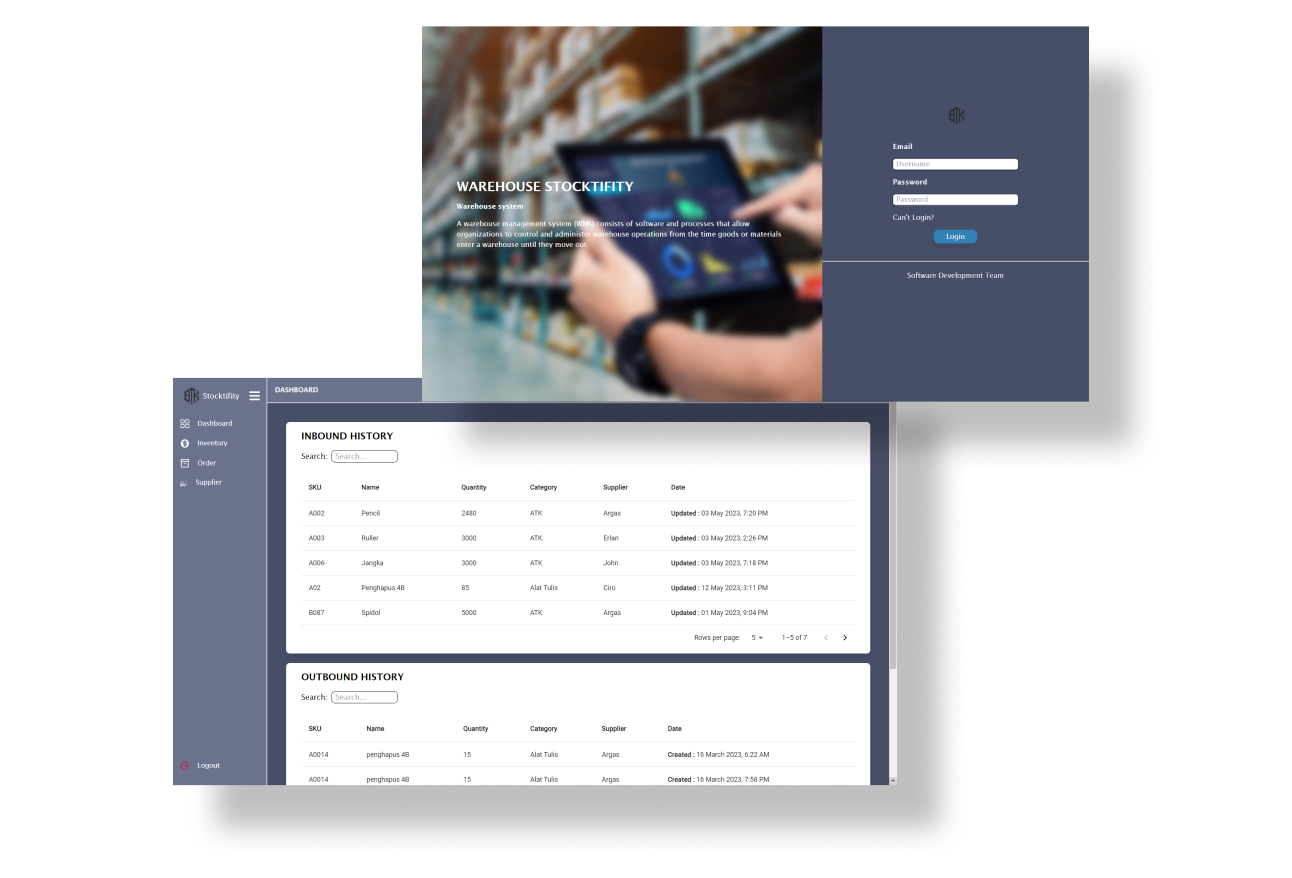 WAREHOUSE STOCKTIFITY
Warehouse system
A warehouse management system (WMS) consists of software and processes that allow
organizations to control and administer warehouse operations from the time goods or materials
enter a warehouse until they move out.
BTK
Email
Username
Password
Password
Can't Login?
Login
Software Development Team
BTK Stocktifity
Dashboard
Inventory
Order
Supplier
Logout
DASHBOARD
INBOUND HISTORY
Search: Search...
SKU Name Quantity Category Supplier Date
A002 Pencil 2480 ATK Argas Updated : 03 May 2023, 7:20 PM
A003 Ruller 3000 ATK Erlan Updated : 03 May 2023, 2:26 PM
A006 Jangka 3000 ATK John Updated : 03 May 2023, 7:18 PM
A02 Penghapus 4B 85 Alat Tulis Ciro Updated : 12 May 2023, 3:11 PM
B087 Spidol 5000 ATK Argas Updated : 01 May 2023, 9:04 PM
Rows per page: 5 1–5 of 7
OUTBOUND HISTORY
Search: Search...
SKU Name Quantity Category Supplier Date
A0014 penghapus 4B 15 Alat Tulis Argas Created : 16 March 2023, 6:22 AM
A0014 penghapus 4B 15 Alat Tulis Argas Created : 16 March 2023, 7:58 PM